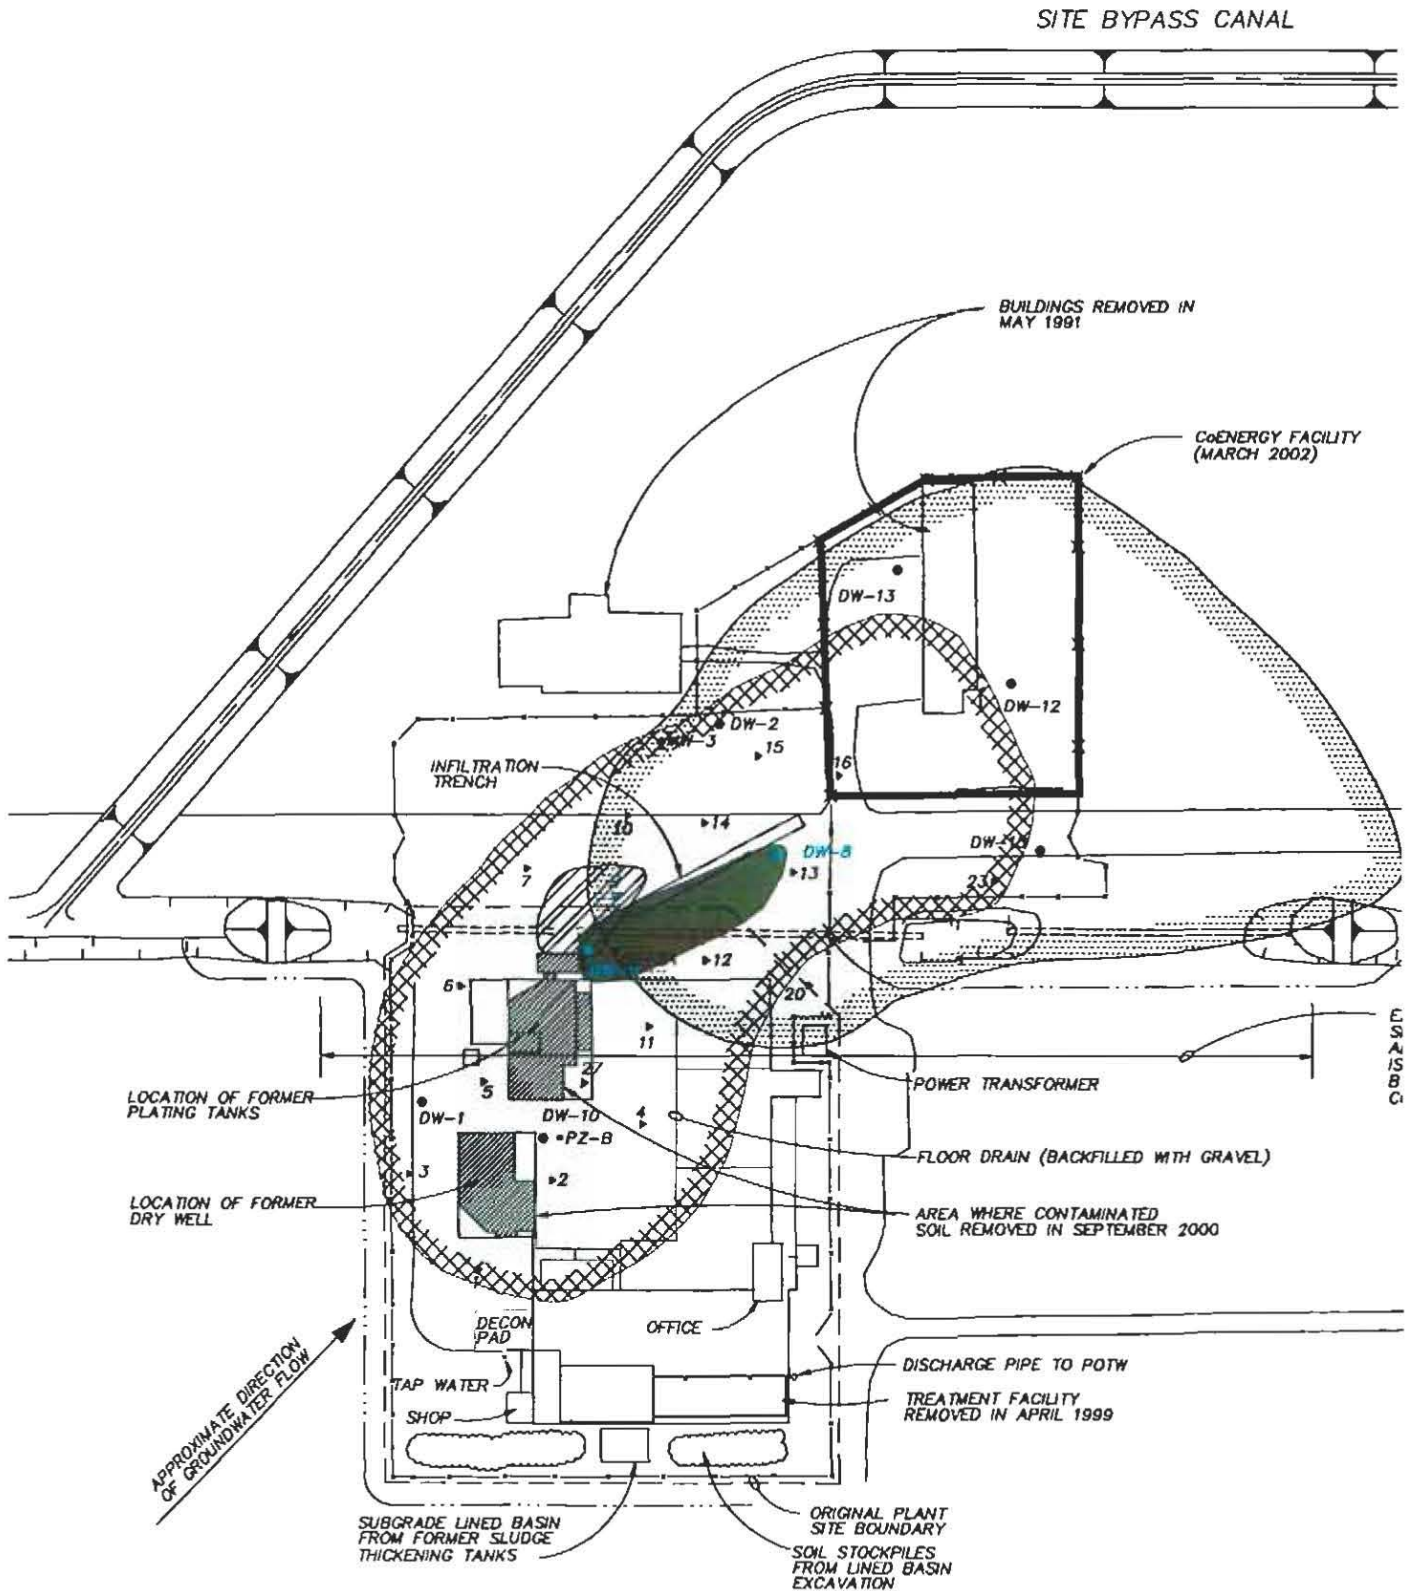 SITE BYPASS CANAL
BUILDINGS REMOVED IN
MAY 1991
CoENERGY FACILITY
(MARCH 2002)
DW-13
DW-12
DW-2
15
16
INFILTRATION
TRENCH
10
14
DW-8
7
13
23
12
6
20
11
27
POWER TRANSFORMER
LOCATION OF FORMER
PLATING TANKS
5
DW-1
DW-10
4
PZ-B
FLOOR DRAIN (BACKFILLED WITH GRAVEL)
3
2
LOCATION OF FORMER
DRY WELL
AREA WHERE CONTAMINATED
SOIL REMOVED IN SEPTEMBER 2000
DECON
PAD
OFFICE
DISCHARGE PIPE TO POTW
TAP WATER
TREATMENT FACILITY
REMOVED IN APRIL 1999
SHOP
APPROXIMATE DIRECTION
OF GROUNDWATER FLOW
ORIGINAL PLANT
SITE BOUNDARY
SUBGRADE LINED BASIN
FROM FORMER SLUDGE
THICKENING TANKS
SOIL STOCKPILES
FROM LINED BASIN
EXCAVATION